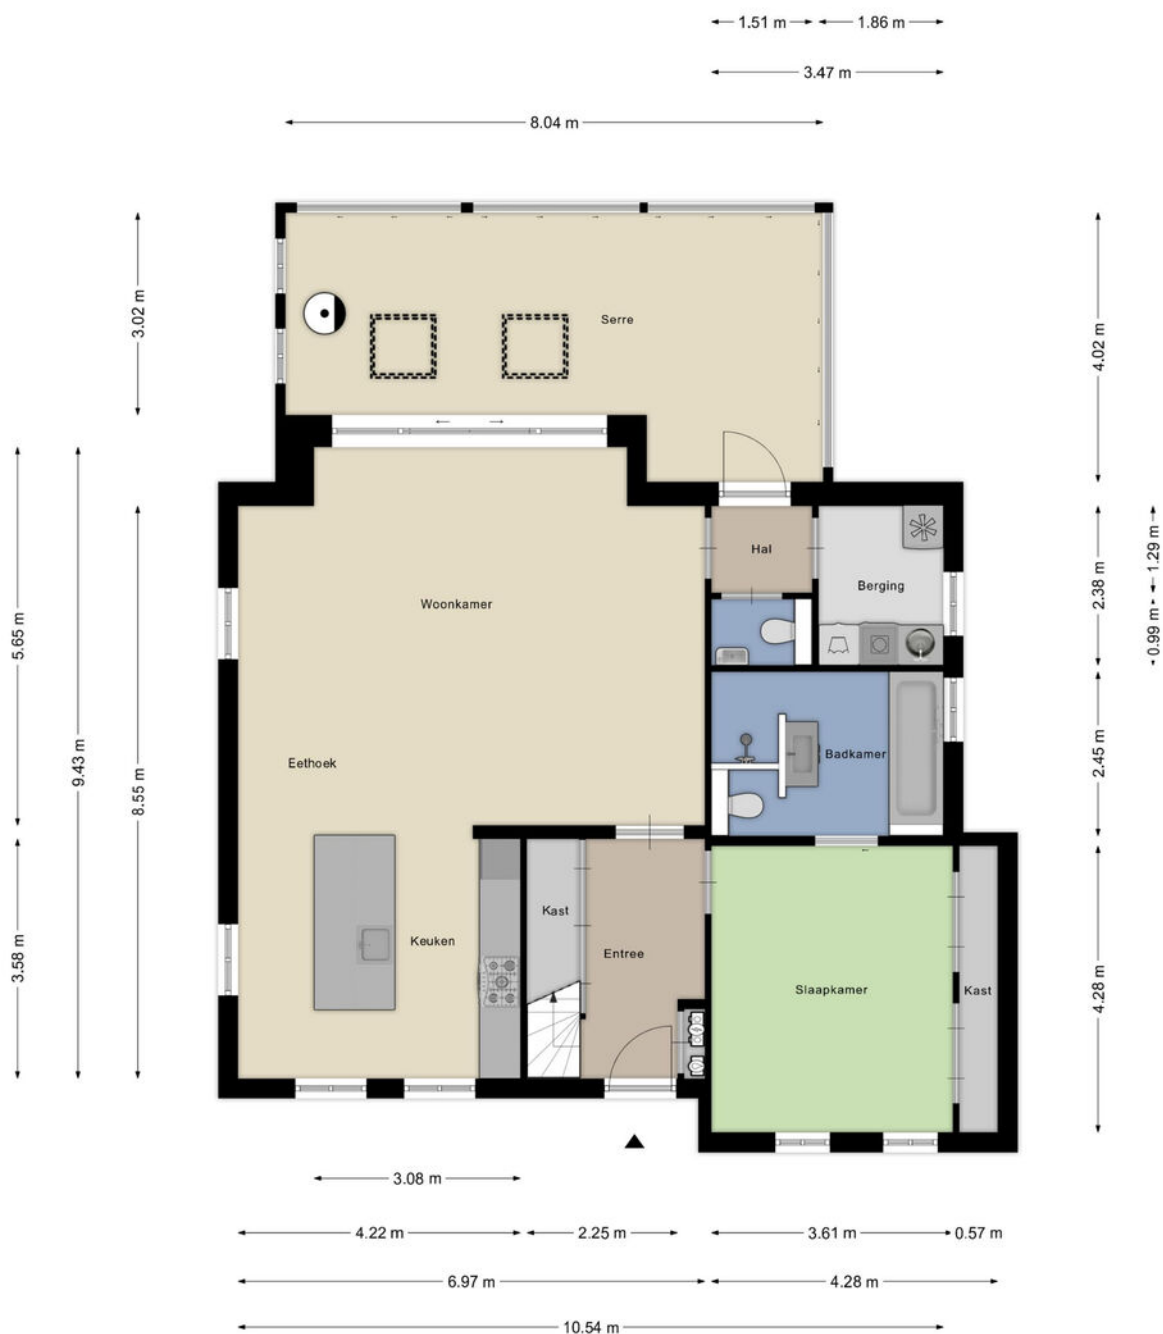 1.51 m
1.86 m
3.47 m
8.04 m
3.02 m
4.02 m
Serre
5.65 m
9.43 m
8.55 m
3.58 m
Hal
Berging
Woonkamer
2.38 m
1.29 m
0.99 m
Eethoek
Badkamer
2.45 m
Kast
Keuken
Entree
Slaapkamer
Kast
4.28 m
3.08 m
4.22 m
2.25 m
3.61 m
0.57 m
6.97 m
4.28 m
10.54 m